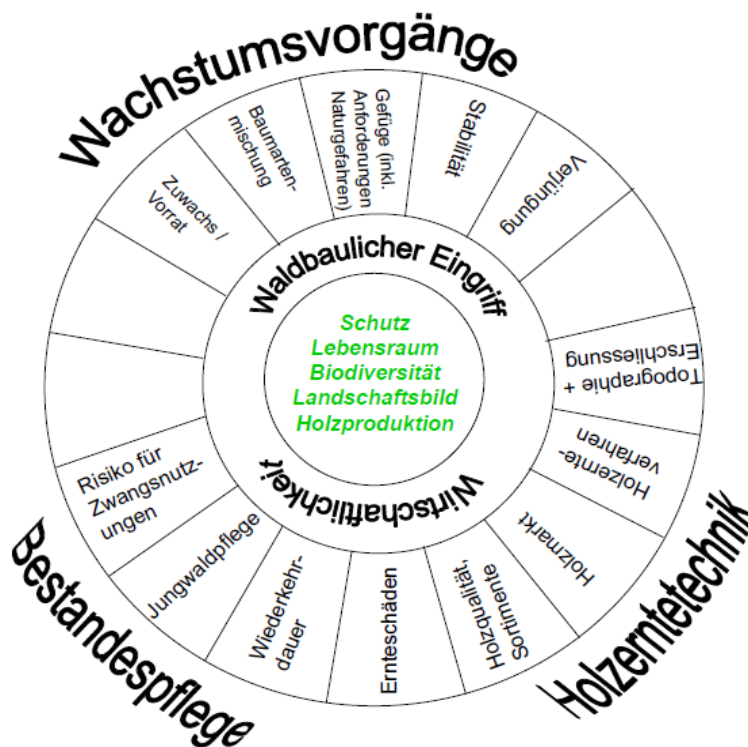 Wachstumsvorgänge
Zuwachs /
Vorrat
Baumarten-
mischung
Gefüge (inkl.
Anforderungen
Naturgefahren)
Stabilität
Verjüngung
Topographie +
Erschliessung
Holzernte-
verfahren
Holzmarkt
Holzqualität,
Sortimente
Ernteschäden
Wiederkehr-
dauer
Jungwaldpflege
Risiko für
Zwangsnutz-
ungen
Waldbaulicher Eingriff
Schutz
Lebensraum
Biodiversität
Landschaftsbild
Holzproduktion
Wirtschaftlichkeit
Bestandespflege
Holzerntetechnik